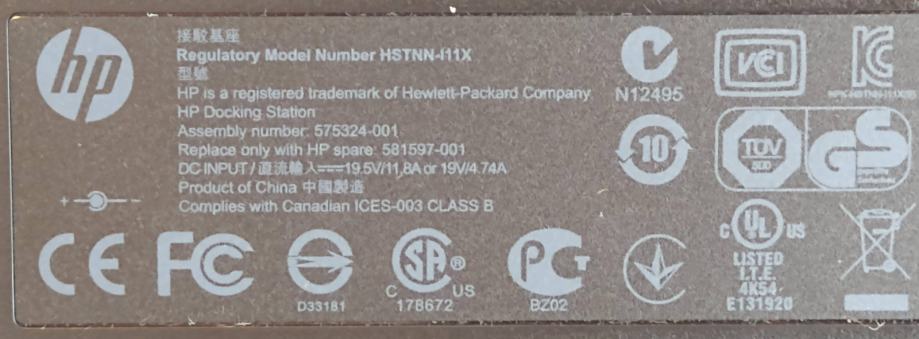 hp
接駁基座
Regulatory Model Number HSTNN-I11X
型號
HP is a registered trademark of Hewlett-Packard Company
HP Docking Station
Assembly number: 575324-001
Replace only with HP spare: 581597-001
DC INPUT / 直流輸入 19.5V/11,8A or 19V/4.74A
Product of China 中國製造
Complies with Canadian ICES-003 CLASS B
N12495
VCI
KC
10
TÜV
GS
CE
FC
D33181
SA
C US
178672
PCT
BZ02
C UL US
LISTED
I.T.E.
4K54
E131920